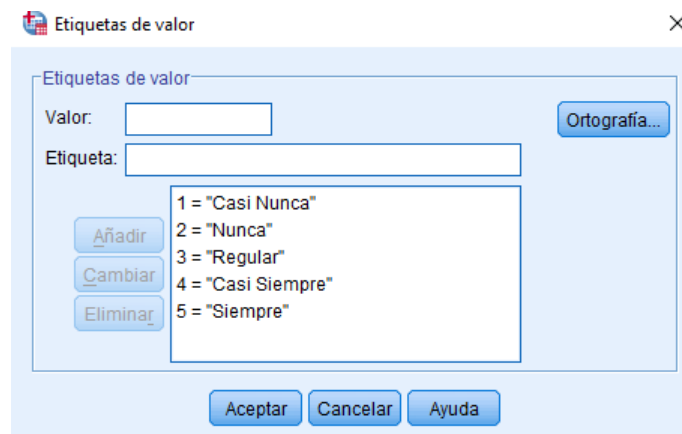 Etiquetas de valor
Etiquetas de valor
Valor:
Ortografía...
Etiqueta:
1 = "Casi Nunca"
2 = "Nunca"
3 = "Regular"
4 = "Casi Siempre"
5 = "Siempre"
Añadir
Cambiar
Eliminar
Aceptar Cancelar Ayuda